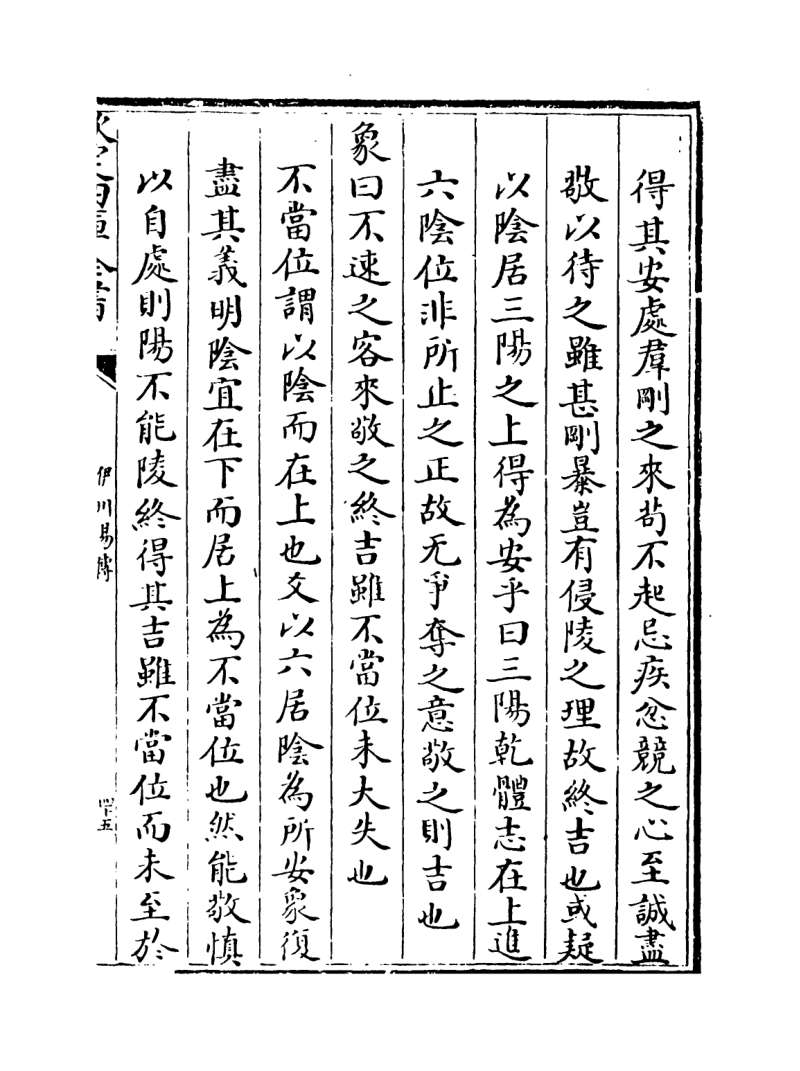 得其安處羣剛之來茍不起忌疾忿競之心至誠盡
敬以待之雖甚剛暴豈有侵陵之理故終吉也或疑
以陰居三陽之上得為安乎曰三陽乾體志在上進
六陰位非所止之正故无爭奪之意敬之則吉也
象曰不速之客來敬之終吉雖不當位未大失也
不當位謂以陰而在上也爻以六居陰為所安象復
盡其義明陰宜在下而居上為不當位也然能敬慎
以自處則陽不能陵終得其吉雖不當位而未至於
欽定四庫全書
伊川易傳
四十五